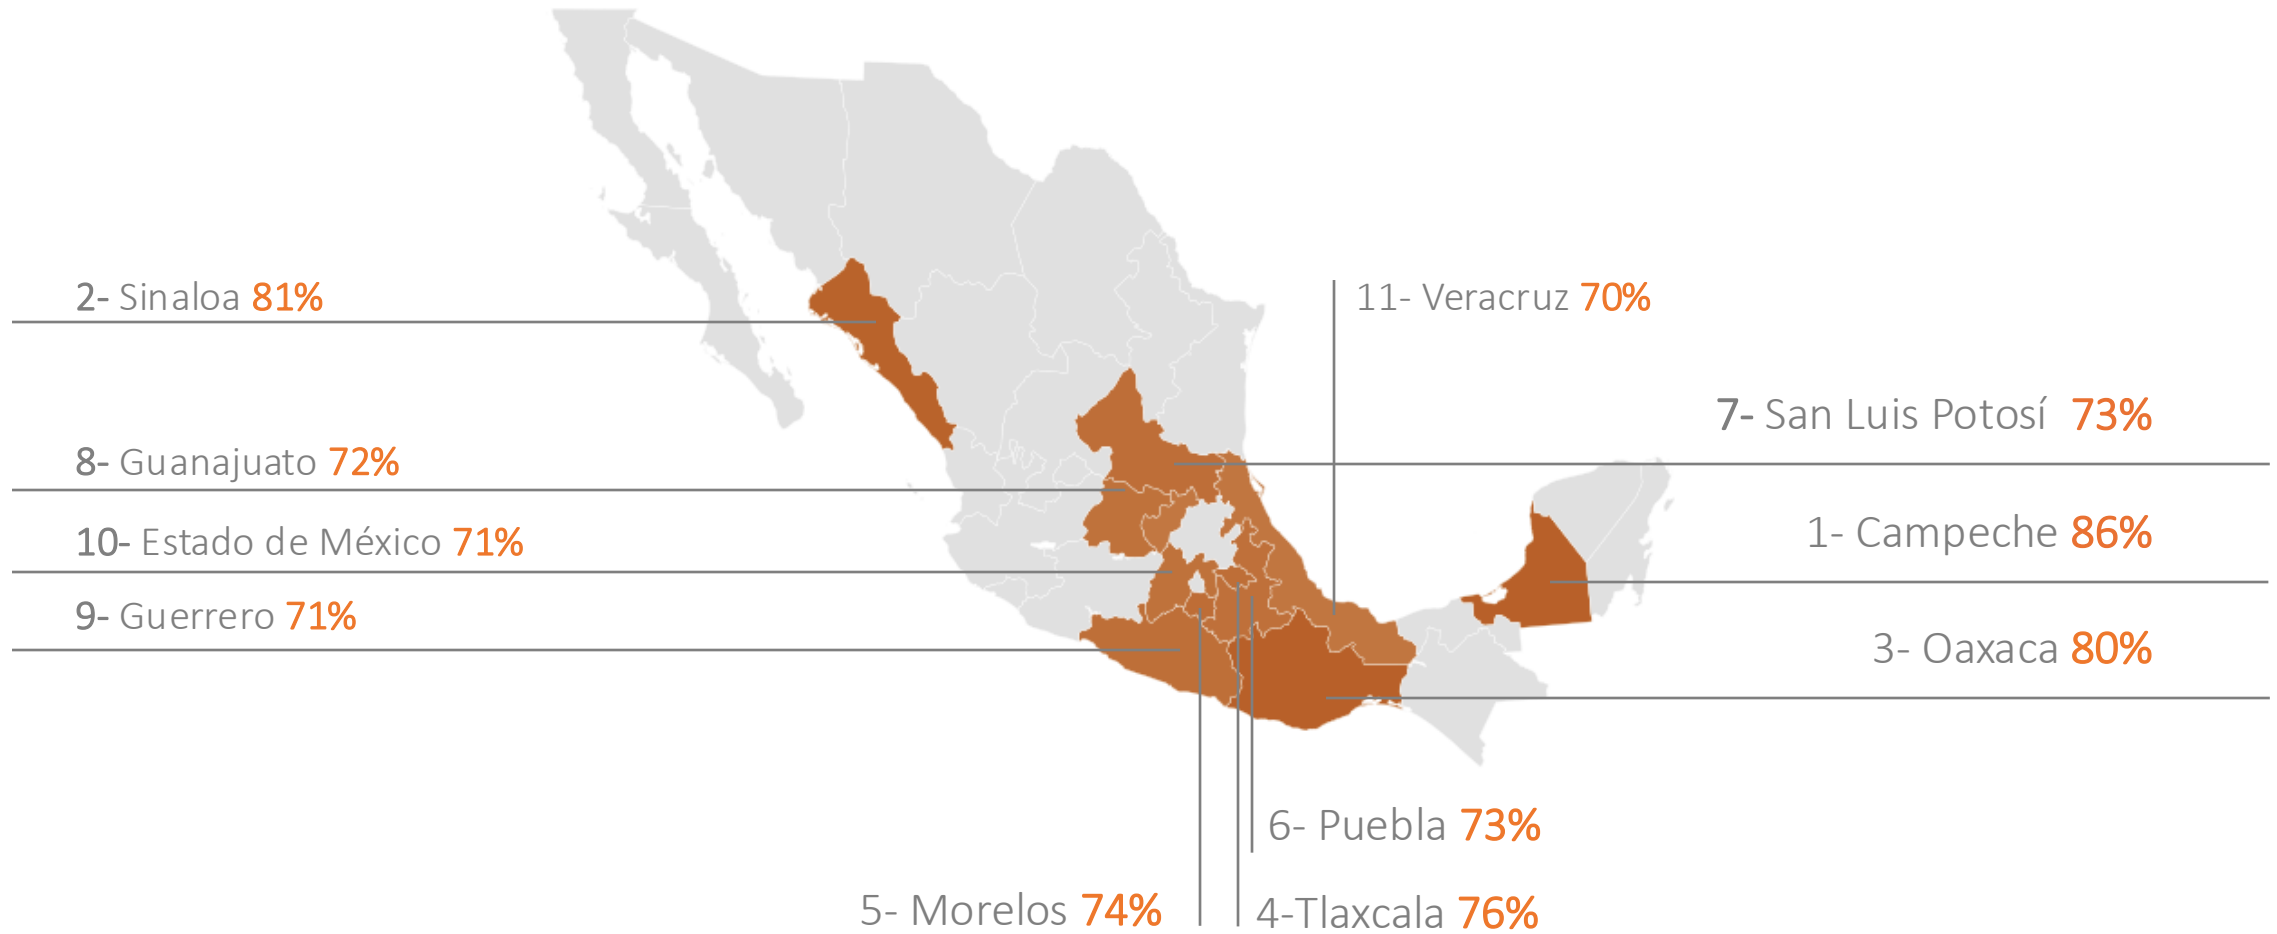 2- Sinaloa 81%
11- Veracruz 70%
7- San Luis Potosí 73%
8- Guanajuato 72%
1- Campeche 86%
10- Estado de México 71%
9- Guerrero 71%
3- Oaxaca 80%
6- Puebla 73%
5- Morelos 74%
4-Tlaxcala 76%